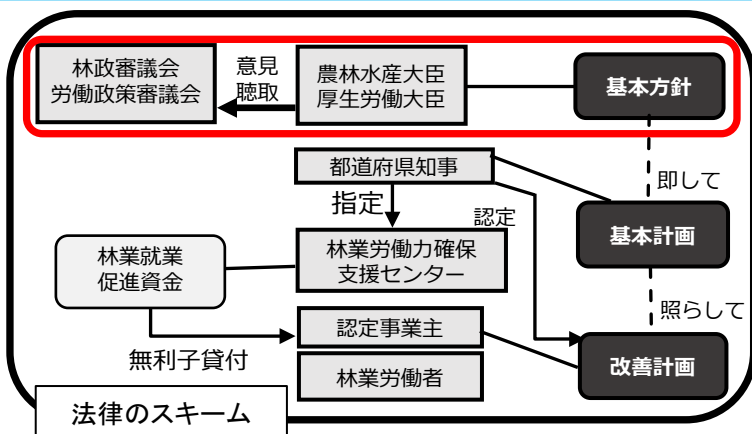 林政審議会
労働政策審議会
意見
聴取
農林水産大臣
厚生労働大臣
基本方針
即して
都道府県知事
指定
認定
基本計画
林業就業
促進資金
林業労働力確保
支援センター
照らして
無利子貸付
認定事業主
改善計画
林業労働者
法律のスキーム